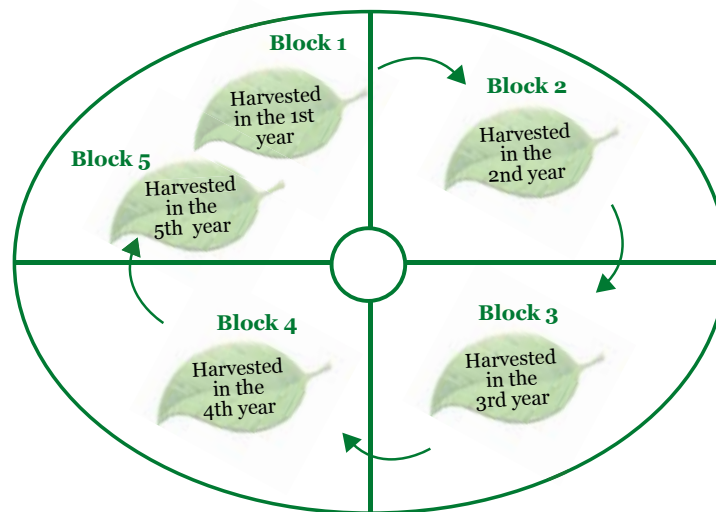 Block 1
Harvested
in the 1st
year
Block 2
Harvested
in the
2nd year
Block 3
Harvested
in the
3rd year
Block 4
Harvested
in the
4th year
Block 5
Harvested
in the
5th year